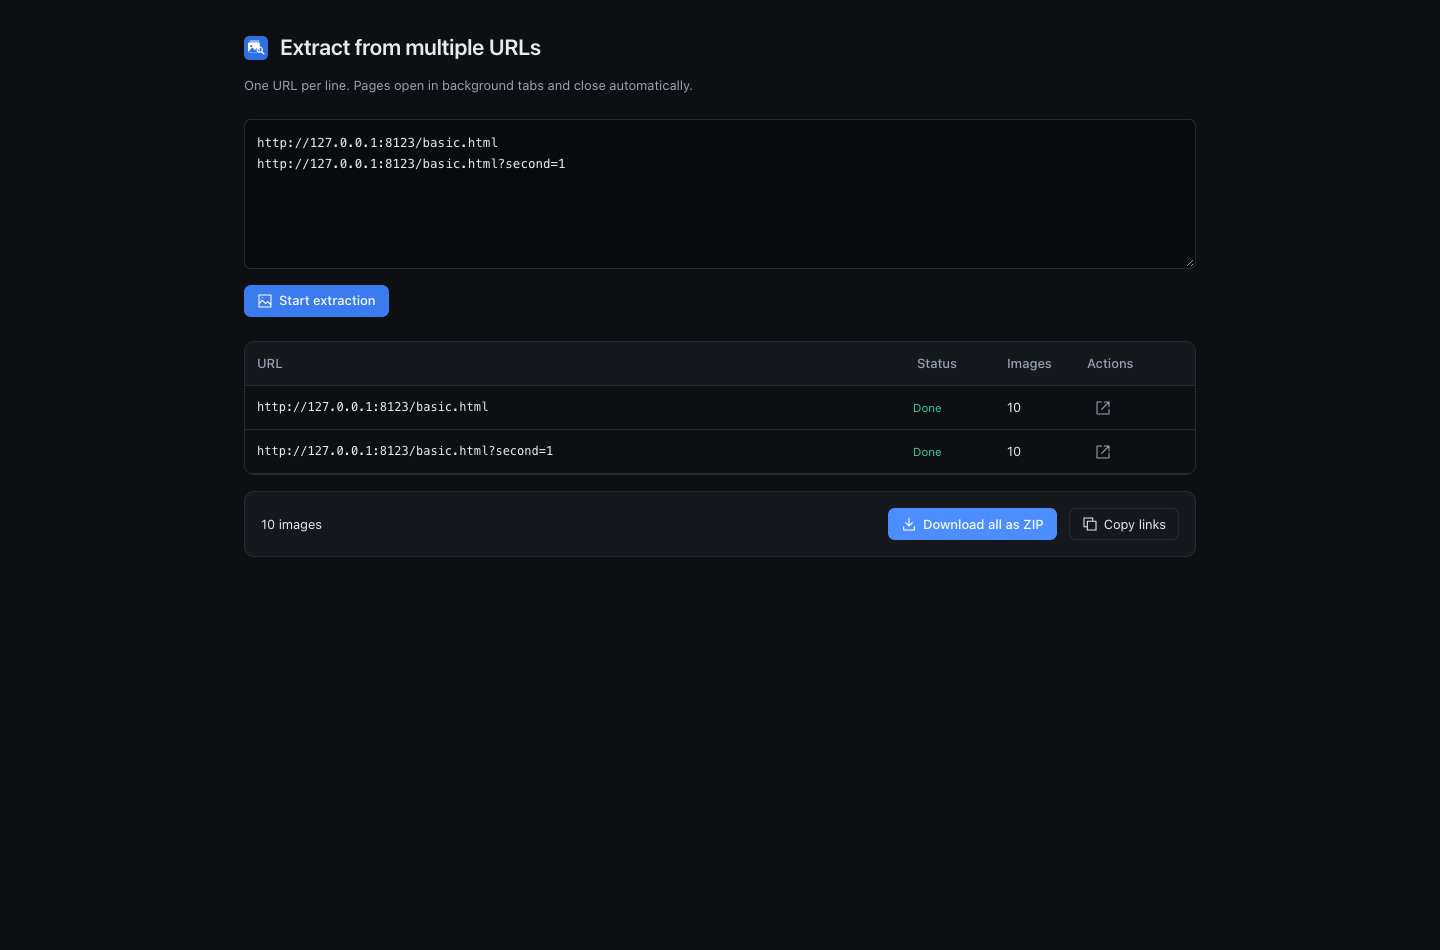 Extract from multiple URLs
One URL per line. Pages open in background tabs and close automatically.
http://127.0.0.1:8123/basic.html
http://127.0.0.1:8123/basic.html?second=1
Start extraction
URL Status Images Actions
http://127.0.0.1:8123/basic.html Done 10
http://127.0.0.1:8123/basic.html?second=1 Done 10
10 images Download all as ZIP Copy links